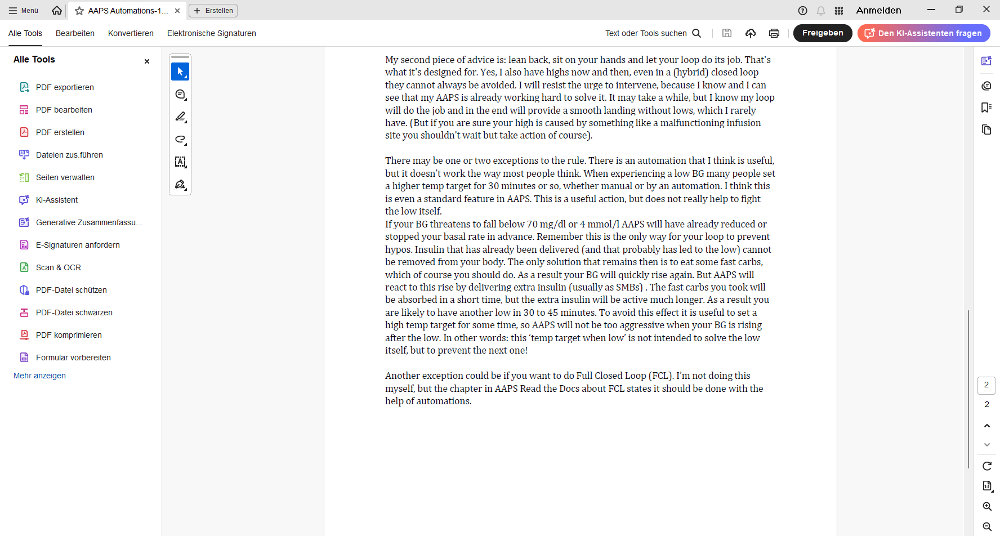 Menü
AAPS Automations-1...
Erstellen
Anmelden
Alle Tools
Bearbeiten
Konvertieren
Elektronische Signaturen
Text oder Tools suchen
Freigeben
Den KI-Assistenten fragen
Alle Tools
PDF exportieren
PDF bearbeiten
PDF erstellen
Dateien zus.führen
Seiten verwalten
KI-Assistent
Generative Zusammenfassu...
E-Signaturen anfordern
Scan & OCR
PDF-Datei schützen
PDF-Datei schwärzen
PDF komprimieren
Formular vorbereiten
Mehr anzeigen
My second piece of advice is: lean back, sit on your hands and let your loop do its job. That's
what it's designed for. Yes, I also have highs now and then, even in a (hybrid) closed loop
they cannot always be avoided. I will resist the urge to intervene, because I know and I can
see that my AAPS is already working hard to solve it. It may take a while, but I know my loop
will do the job and in the end will provide a smooth landing without lows, which I rarely
have. (But if you are sure your high is caused by something like a malfunctioning infusion
site you shouldn’t wait but take action of course).
There may be one or two exceptions to the rule. There is an automation that I think is useful,
but it doesn’t work the way most people think. When experiencing a low BG many people set
a higher temp target for 30 minutes or so, whether manual or by an automation. I think this
is even a standard feature in AAPS. This is a useful action, but does not really help to fight
the low itself.
If your BG threatens to fall below 70 mg/dl or 4 mmol/l AAPS will have already reduced or
stopped your basal rate in advance. Remember this is the only way for your loop to prevent
hypos. Insulin that has already been delivered (and that probably has led to the low) cannot
be removed from your body. The only solution that remains then is to eat some fast carbs,
which of course you should do. As a result your BG will quickly rise again. But AAPS will
react to this rise by delivering extra insulin (usually as SMBs) . The fast carbs you took will
be absorbed in a short time, but the extra insulin will be active much longer. As a result you
are likely to have another low in 30 to 45 minutes. To avoid this effect it is useful to set a
high temp target for some time, so AAPS will not be too aggressive when your BG is rising
after the low. In other words: this ‘temp target when low’ is not intended to solve the low
itself, but to prevent the next one!
Another exception could be if you want to do Full Closed Loop (FCL). I’m not doing this
myself, but the chapter in AAPS Read the Docs about FCL states it should be done with the
help of automations.
2
2